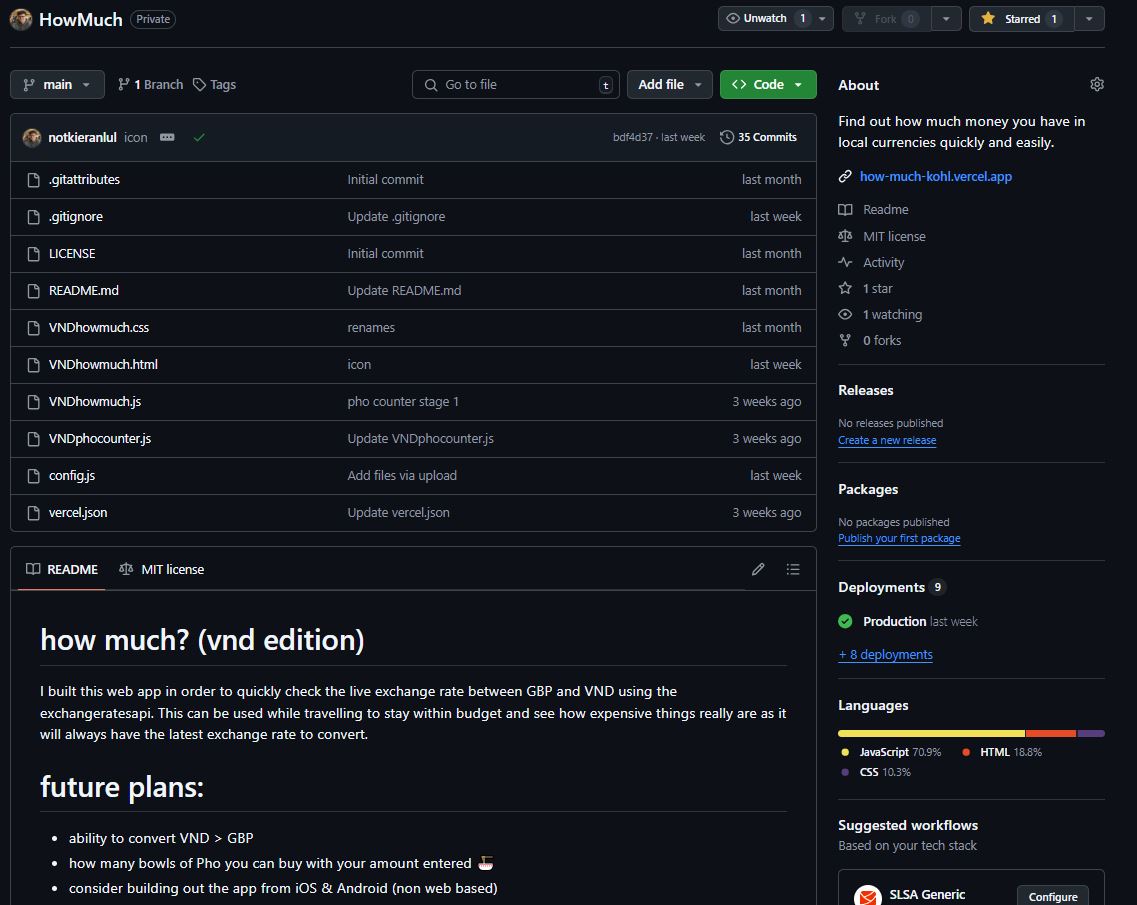 HowMuch Private
Unwatch 1
Fork 0
Starred 1
main
1 Branch
Tags
Go to file
t
Add file
Code
notkieranlul icon
bdf4d37 · last week
35 Commits
.gitattributes Initial commit last month
.gitignore Update .gitignore last week
LICENSE Initial commit last month
README.md Update README.md last month
VNDhowmuch.css renames last month
VNDhowmuch.html icon last week
VNDhowmuch.js pho counter stage 1 3 weeks ago
VNDphocounter.js Update VNDphocounter.js 3 weeks ago
config.js Add files via upload last week
vercel.json Update vercel.json 3 weeks ago
README
MIT license
how much? (vnd edition)
I built this web app in order to quickly check the live exchange rate between GBP and VND using the
exchangeratesapi. This can be used while travelling to stay within budget and see how expensive things really are as it
will always have the latest exchange rate to convert.
future plans:
• ability to convert VND > GBP
• how many bowls of Pho you can buy with your amount entered 🍜
• consider building out the app from iOS & Android (non web based)
About
Find out how much money you have in
local currencies quickly and easily.
how-much-kohl.vercel.app
Readme
MIT license
Activity
1 star
1 watching
0 forks
Releases
No releases published
Create a new release
Packages
No packages published
Publish your first package
Deployments 9
Production last week
+ 8 deployments
Languages
JavaScript 70.9% HTML 18.8%
CSS 10.3%
Suggested workflows
Based on your tech stack
SLSA Generic
Configure